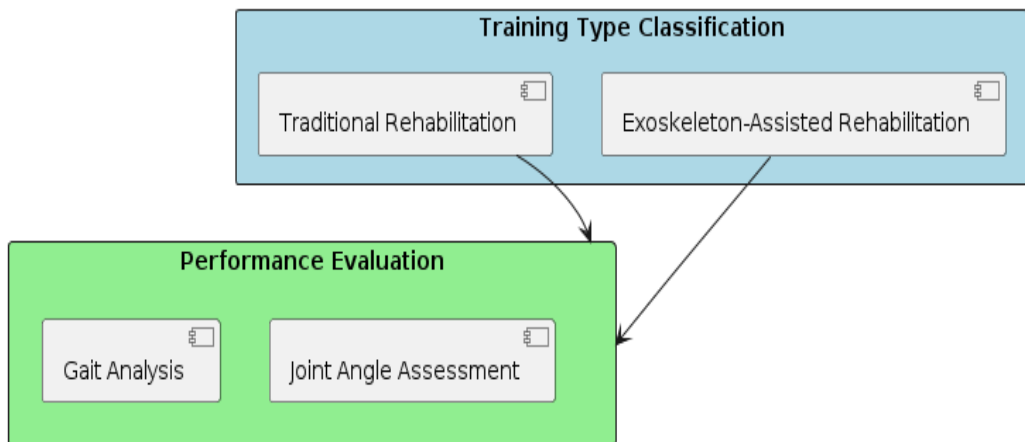 Training Type Classification
Traditional Rehabilitation
Exoskeleton-Assisted Rehabilitation
Performance Evaluation
Gait Analysis
Joint Angle Assessment